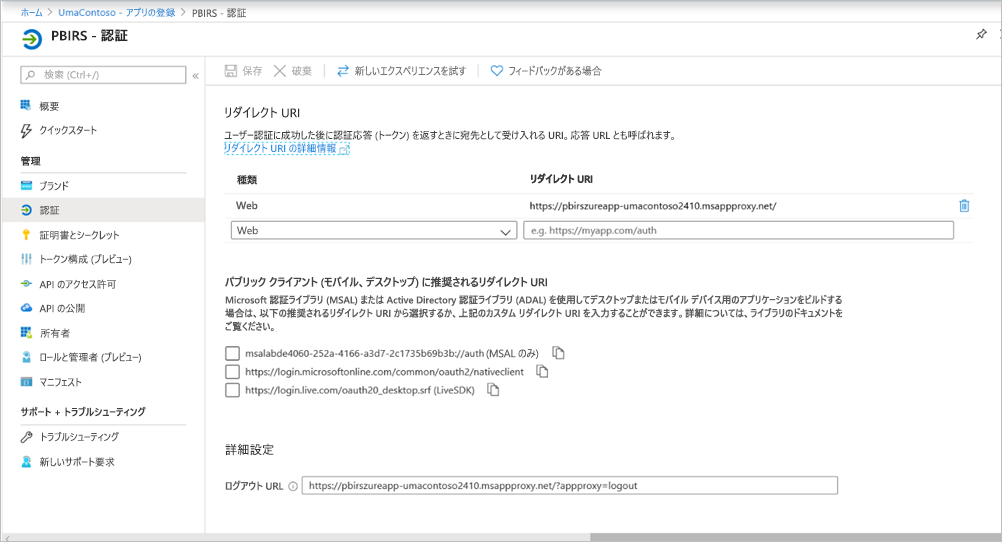 ホーム > UmaContoso - アプリの登録 > PBIRS - 認証
PBIRS - 認証
検索 (Ctrl+/)
«
概要
クイックスタート
管理
ブランド
認証
証明書とシークレット
トークン構成 (プレビュー)
API のアクセス許可
API の公開
所有者
ロールと管理者 (プレビュー)
マニフェスト
サポート + トラブルシューティング
トラブルシューティング
新しいサポート要求
保存 破棄 新しいエクスペリエンスを試す フィードバックがある場合
リダイレクト URI
ユーザー認証に成功した後に認証応答 (トークン) を返すときに宛先として受け入れる URI。応答 URL とも呼ばれます。
リダイレクト URI の詳細情報
種類 リダイレクト URI
Web https://pbirszureapp-umacontoso2410.msappproxy.net/
Web e.g. https://myapp.com/auth
パブリック クライアント (モバイル、デスクトップ) に推奨されるリダイレクト URI
Microsoft 認証ライブラリ (MSAL) または Active Directory 認証ライブラリ (ADAL) を使用してデスクトップまたはモバイル デバイス用のアプリケーションをビルドする
場合は、以下の推奨されるリダイレクト URI から選択するか、上記のカスタム リダイレクト URI を入力することができます。詳細については、ライブラリのドキュメントを
ご覧ください。
msalabde4060-252a-4166-a3d7-2c1735b69b3b://auth (MSAL のみ)
https://login.microsoftonline.com/common/oauth2/nativeclient
https://login.live.com/oauth20_desktop.srf (LiveSDK)
詳細設定
ログアウト URL https://pbirszureapp-umacontoso2410.msappproxy.net/?appproxy=logout